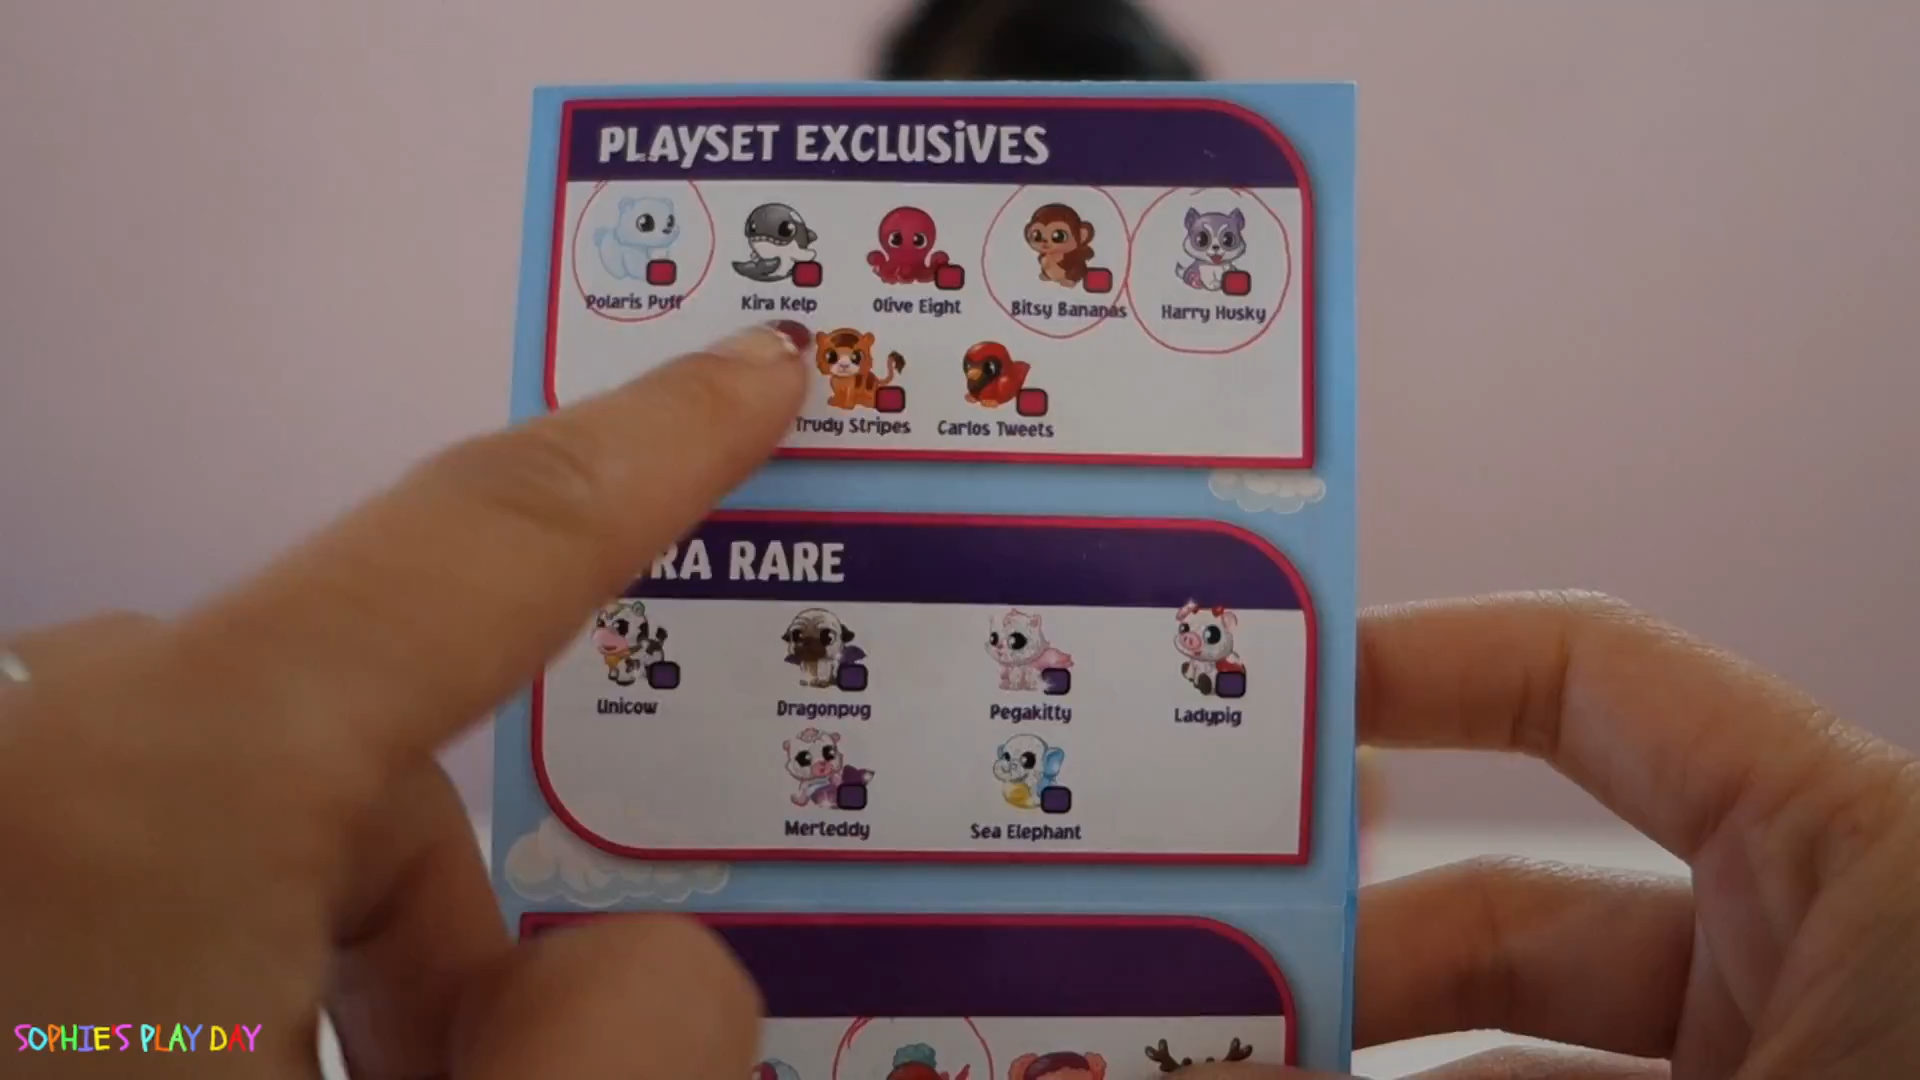 PLAYSET EXCLUSiVES
Polaris Puff Kira Kelp Olive Eight Bitsy Bananas Harry Husky
Trudy Stripes Carlos Tweets
RA RARE
Unicow Dragonpug Pegakitty Ladypig
Merteddy Sea Elephant
SOPHIE'S PLAY DAY